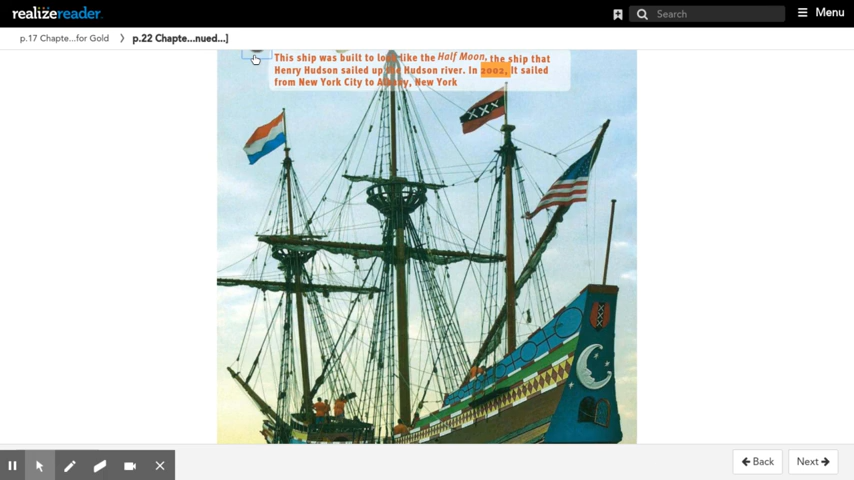 realizereader.
Search
Menu
p.17 Chapte...for Gold
p.22 Chapte...nued...]
This ship was built to look like the Half Moon, the ship that
Henry Hudson sailed up the Hudson river. In 2002, It sailed
from New York City to Albany, New York
XXX
XXX
Back
Next